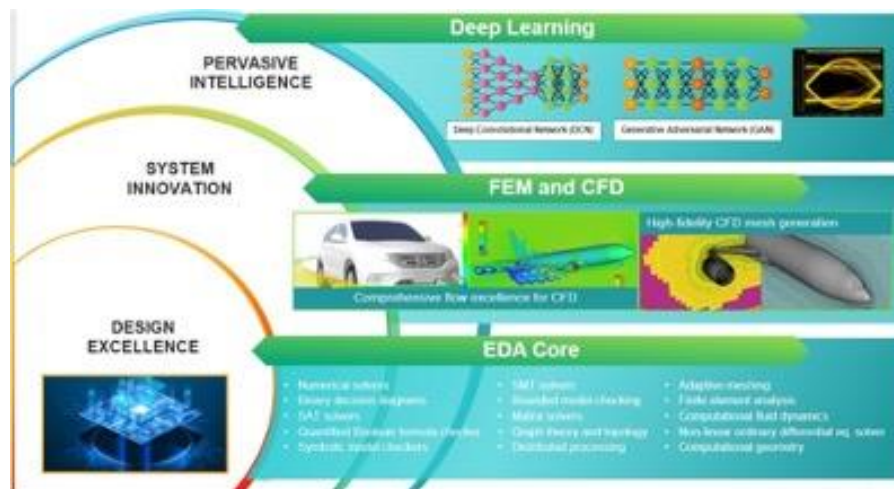 Deep Learning
PERVASIVE
INTELLIGENCE
Deep Convolutional Network (DCN)
Generative Adversarial Network (GAN)
SYSTEM
INNOVATION
FEM and CFD
High-fidelity CFD mesh generation
Comprehensive flow excellence for CFD
DESIGN
EXCELLENCE
EDA Core
• Numerical solvers
• Binary decision diagrams
• SAT solvers
• Quantified Boolean formula checker
• Symbolic model checkers
• SMT solvers
• Bounded model checking
• Matrix solvers
• Graph theory and topology
• Distributed processing
• Adaptive meshing
• Finite element analysis
• Computational fluid dynamics
• Non-linear ordinary differential eq. solver
• Computational geometry